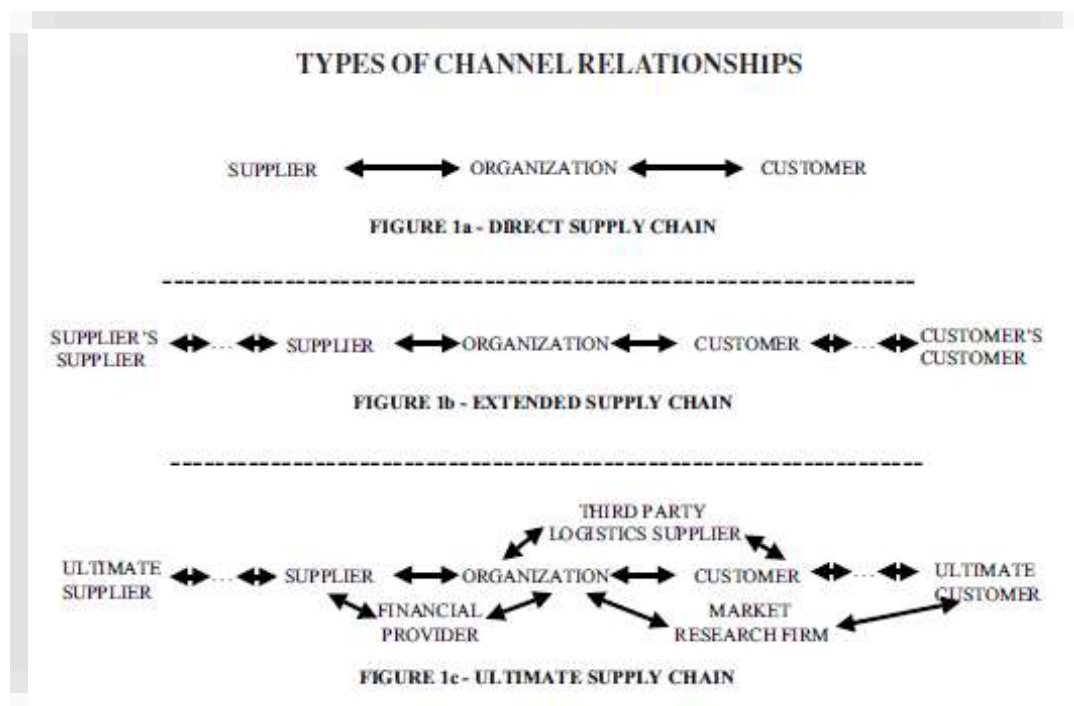 TYPES OF CHANNEL RELATIONSHIPS
SUPPLIER ORGANIZATION CUSTOMER
FIGURE 1a - DIRECT SUPPLY CHAIN
SUPPLIER'S SUPPLIER ... SUPPLIER ORGANIZATION CUSTOMER ... CUSTOMER'S CUSTOMER
FIGURE 1b - EXTENDED SUPPLY CHAIN
THIRD PARTY
LOGISTICS SUPPLIER
ULTIMATE SUPPLIER ... SUPPLIER ORGANIZATION CUSTOMER ... ULTIMATE CUSTOMER
FINANCIAL PROVIDER
MARKET RESEARCH FIRM
FIGURE 1c - ULTIMATE SUPPLY CHAIN